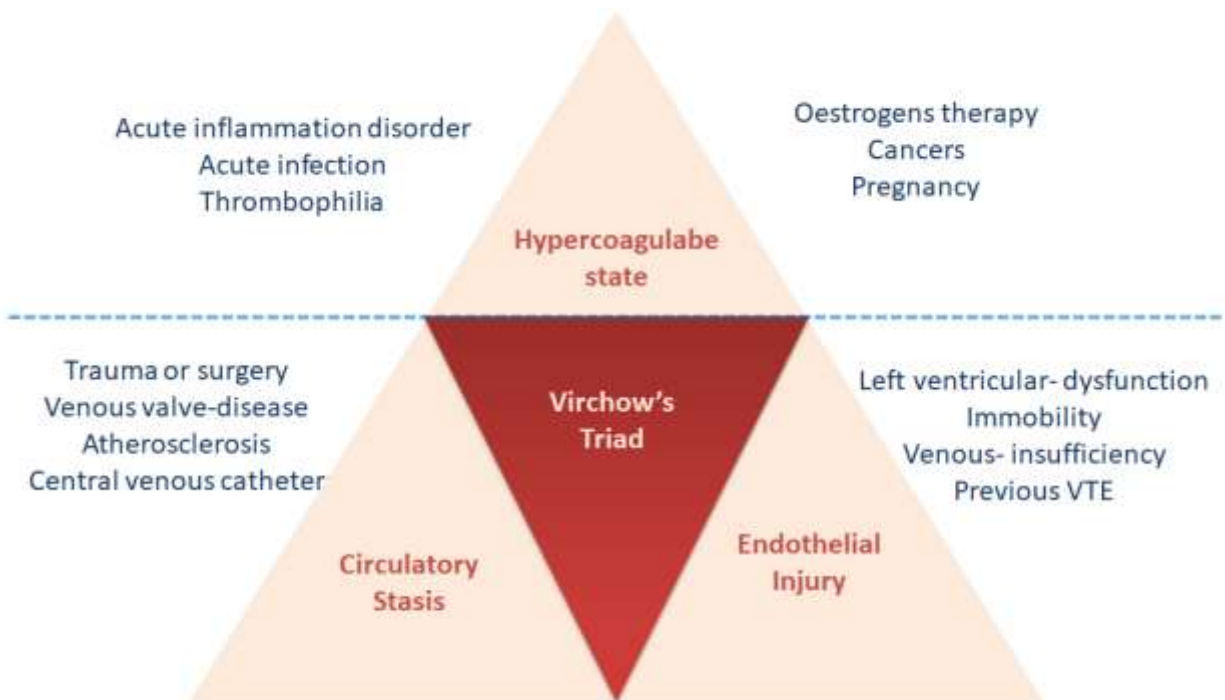 Acute inflammation disorder
Acute infection
Thrombophilia
Oestrogens therapy
Cancers
Pregnancy
Hypercoagulabe
state
Trauma or surgery
Venous valve-disease
Atherosclerosis
Central venous catheter
Virchow's
Triad
Left ventricular- dysfunction
Immobility
Venous- insufficiency
Previous VTE
Circulatory
Stasis
Endothelial
Injury